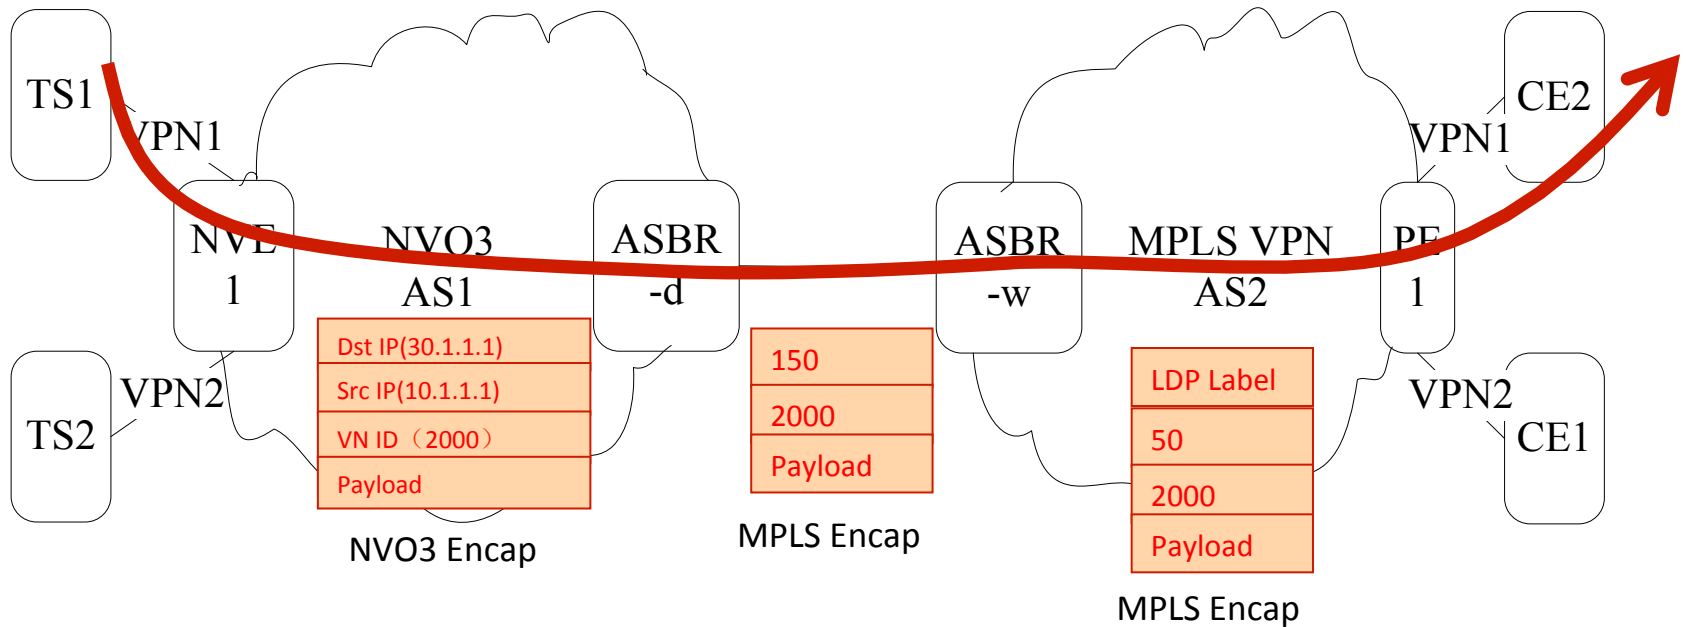 TS1
VPN1
NVE
1
NVO3
AS1
ASBR
-d
ASBR
-w
MPLS VPN
AS2
PE
1
CE2
VPN1
TS2
VPN2
VPN2
CE1
Dst IP(30.1.1.1)
Src IP(10.1.1.1)
VN ID（2000）
Payload
NVO3 Encap
150
2000
Payload
MPLS Encap
LDP Label
50
2000
Payload
MPLS Encap